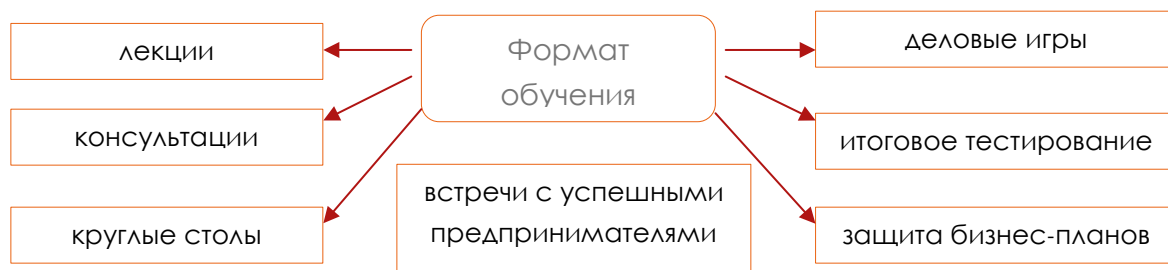 лекции
консультации
круглые столы
Формат
обучения
встречи с успешными
предпринимателями
деловые игры
итоговое тестирование
защита бизнес-планов